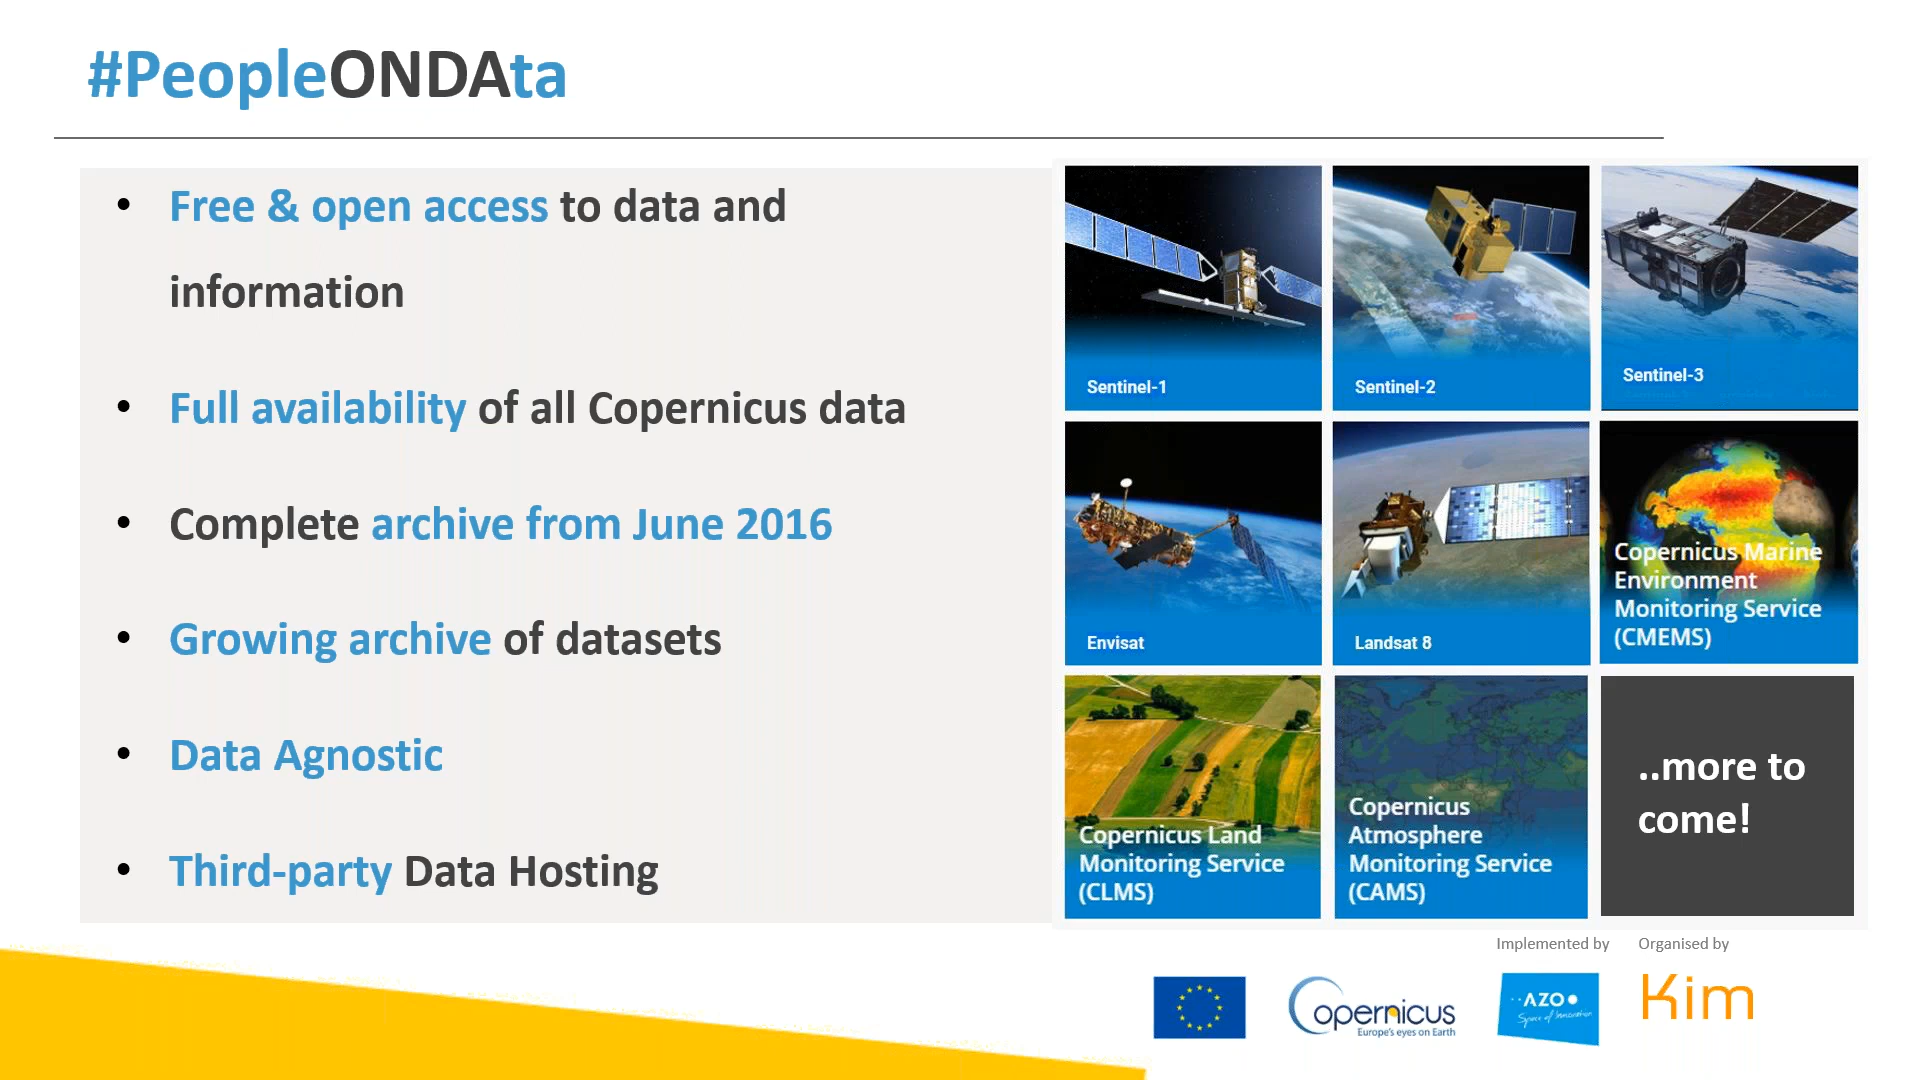 #PeopleONDAta
• Free & open access to data and
information
• Full availability of all Copernicus data
• Complete archive from June 2016
• Growing archive of datasets
• Data Agnostic
• Third-party Data Hosting
Sentinel-1
Sentinel-2
Sentinel-3
Envisat
Landsat 8
Copernicus Marine
Environment
Monitoring Service
(CMEMS)
Copernicus Land
Monitoring Service
(CLMS)
Copernicus
Atmosphere
Monitoring Service
(CAMS)
..more to
come!
Implemented by
Organised by
Copernicus
Europe's eyes on Earth
AZO
Space of Innovation
Kim